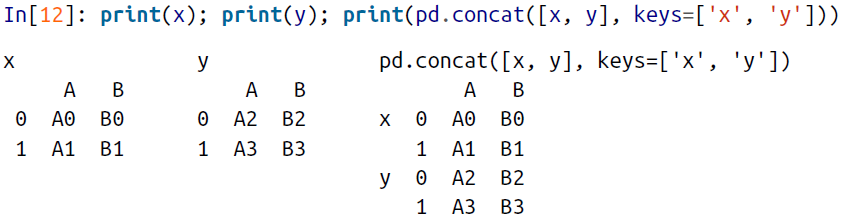 In[12]: print(x); print(y); print(pd.concat([x, y], keys=['x', 'y']))
x                y                pd.concat([x, y], keys=['x', 'y'])
     A   B            A   B              A   B
 0  A0  B0        0  A2  B2       x  0  A0  B0
 1  A1  B1        1  A3  B3          1  A1  B1
                                  y  0  A2  B2
                                     1  A3  B3